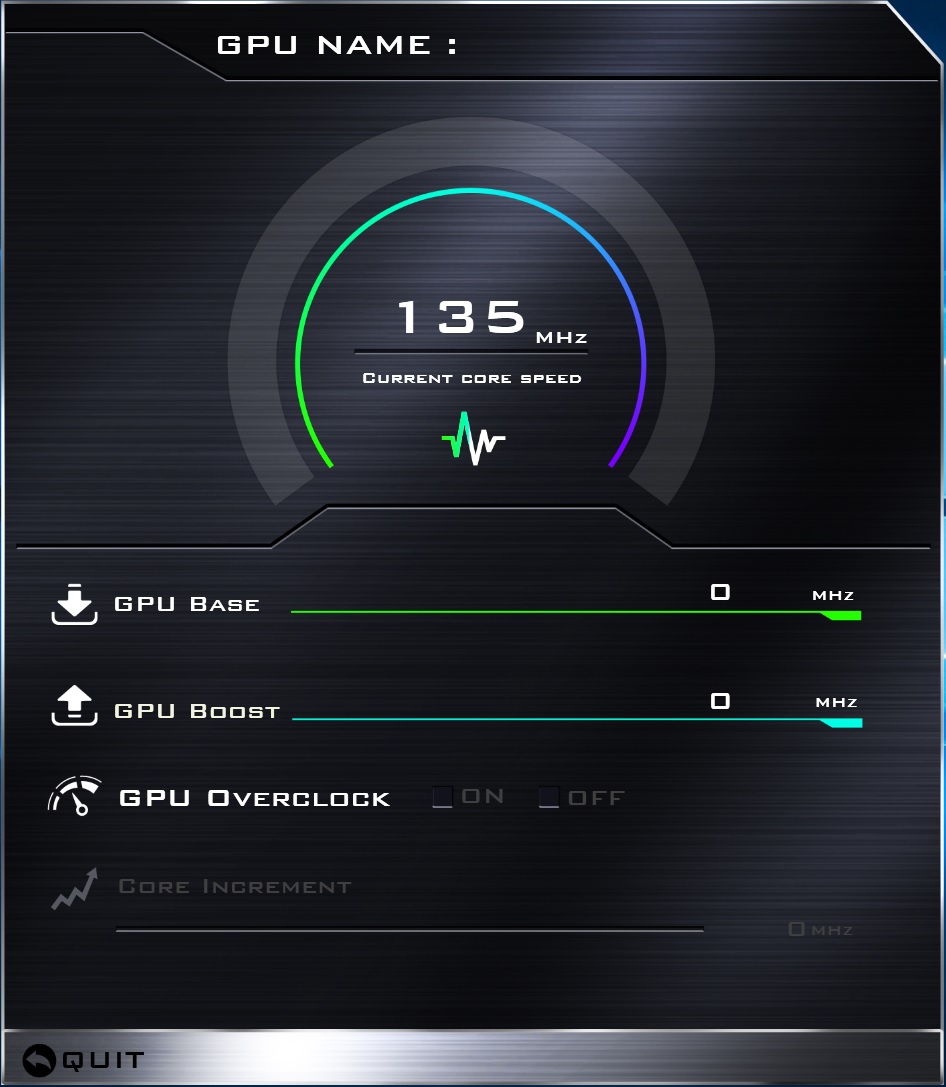 GPU NAME :
135 MHz
Current core speed
GPU Base 0 MHz
GPU Boost 0 MHz
GPU Overclock ON OFF
Core Increment
0 MHz
QUIT